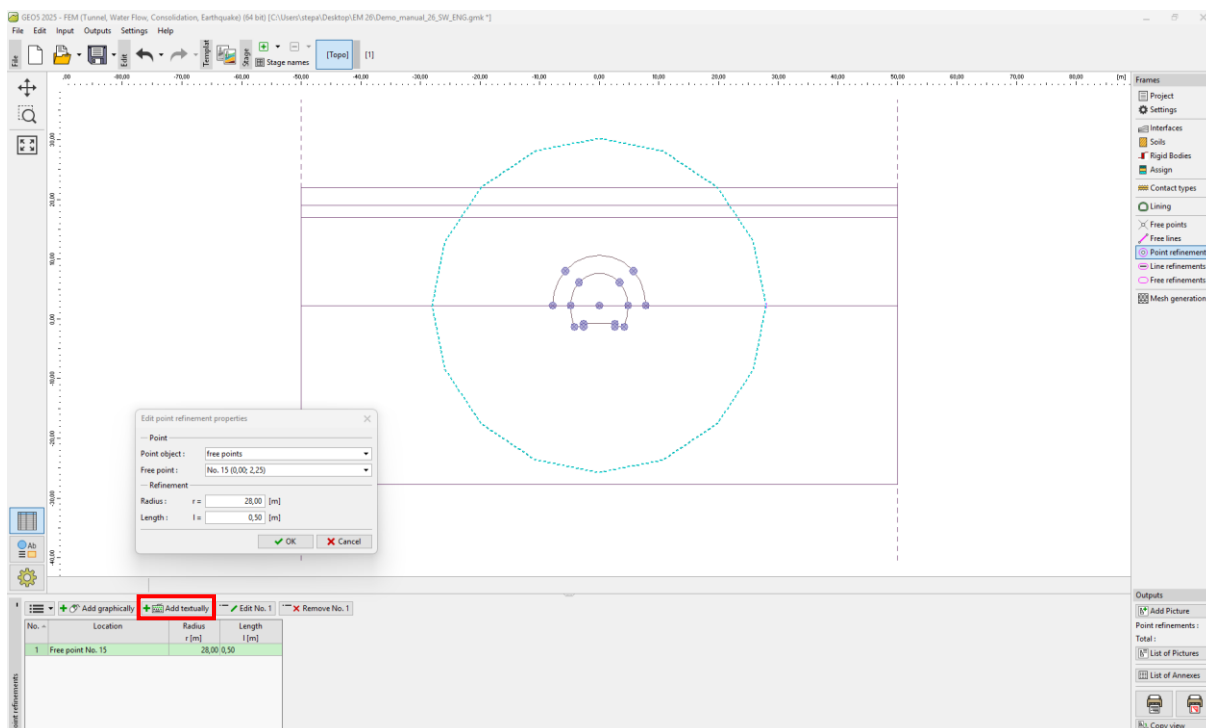 GEO5 2025 - FEM (Tunnel, Water Flow, Consolidation, Earthquake) (64 bit) [C:\Users\stepa\Desktop\EM 26\Demo_manual_26_SW_ENG.gmk *]
File Edit Input Outputs Settings Help
File
Edit
Template
Stage
Stage names
[Topo] [1]
,00 -80,00 -70,00 -60,00 -50,00 -40,00 -30,00 -20,00 -10,00 0,00 10,00 20,00 30,00 40,00 50,00 60,00 70,00 80,00 [m]
30,00
20,00
10,00
0,00
-10,00
-20,00
-30,00
-40,00
Frames
Project
Settings
Interfaces
Soils
Rigid Bodies
Assign
Contact types
Lining
Free points
Free lines
Point refinement
Line refinements
Free refinements
Mesh generation
Edit point refinement properties
Point
Point object : free points
Free point : No. 15 (0,00; 2,25)
Refinement
Radius : r = 28,00 [m]
Length : l = 0,50 [m]
OK Cancel
Ab
Add graphically Add textually Edit No. 1 Remove No. 1
No. Location Radius Length
r [m] l [m]
1 Free point No. 15 28,00 0,50
Outputs
Add Picture
Point refinements :
Total :
List of Pictures
List of Annexes
Copy view